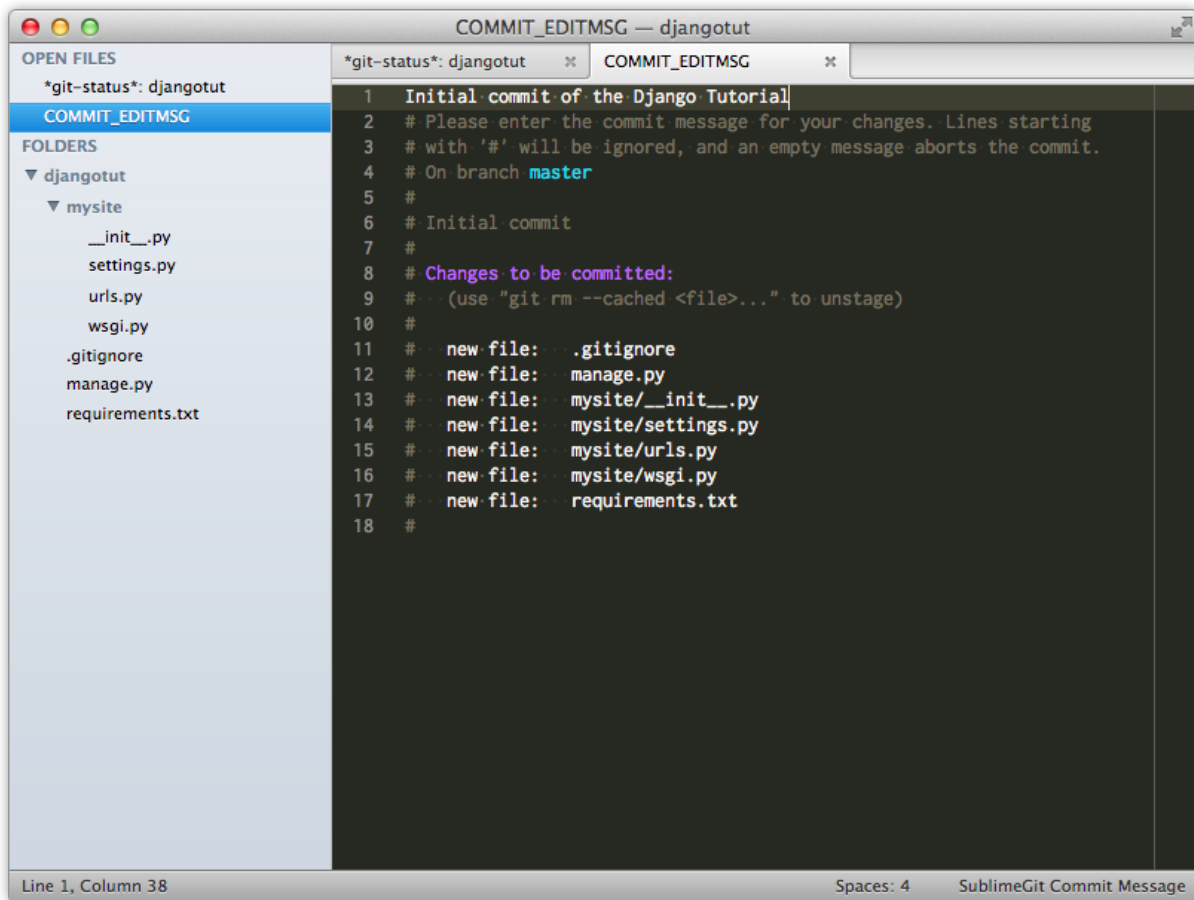 COMMIT_EDITMSG — djangotut
OPEN FILES
*git-status*: djangotut
COMMIT_EDITMSG
FOLDERS
djangotut
mysite
__init__.py
settings.py
urls.py
wsgi.py
.gitignore
manage.py
requirements.txt
*git-status*: djangotut
COMMIT_EDITMSG
1 Initial commit of the Django Tutorial
2 # Please enter the commit message for your changes. Lines starting
3 # with '#' will be ignored, and an empty message aborts the commit.
4 # On branch master
5 #
6 # Initial commit
7 #
8 # Changes to be committed:
9 #   (use "git rm --cached <file>..." to unstage)
10 #
11 #   new file:   .gitignore
12 #   new file:   manage.py
13 #   new file:   mysite/__init__.py
14 #   new file:   mysite/settings.py
15 #   new file:   mysite/urls.py
16 #   new file:   mysite/wsgi.py
17 #   new file:   requirements.txt
18 #
Line 1, Column 38
Spaces: 4
SublimeGit Commit Message